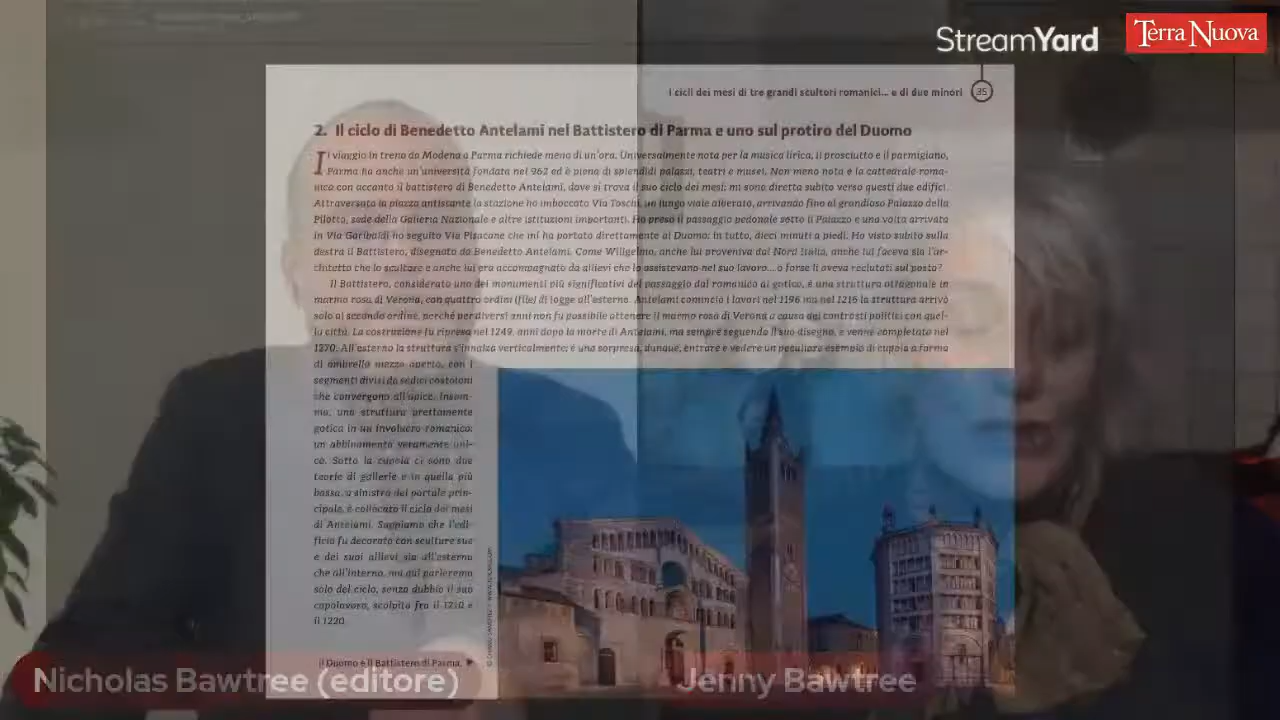 StreamYard
Terra Nuova
I cicli dei mesi di tre grandi scultori romanici... e di due minori 35
2. Il ciclo di Benedetto Antelami nel Battistero di Parma e uno sul protiro del Duomo
Il viaggio in treno da Modena a Parma richiede meno di un'ora. Universalmente nota per la musica lirica, il prosciutto e il parmigiano,
Parma ha anche un'università fondata nel 962 ed è piena di splendidi palazzi, teatri e musei. Non meno nota è la cattedrale roma-
nica con accanto il battistero di Benedetto Antelami, dove si trova il suo ciclo dei mesi: mi sono diretta subito verso questi due edifici.
Attraversata la piazza antistante la stazione ho imboccato Via Toschi, un lungo viale alberato, arrivando fino al grandioso Palazzo della
Pilotta, sede della Galleria Nazionale e altre istituzioni importanti. Ho preso il passaggio pedonale sotto il Palazzo e una volta arrivata
in Via Garibaldi ho seguito Via Pisacane che mi ha portato direttamente al Duomo: in tutto, dieci minuti a piedi. Ho visto subito sulla
destra il Battistero, disegnato da Benedetto Antelami. Come Wiligelmo, anche lui proveniva dal Nord Italia, anche lui faceva sia l'ar-
chitetto che lo scultore e anche lui era accompagnato da allievi che lo assistevano nel suo lavoro... o forse li aveva reclutati sul posto?
Il Battistero, considerato uno dei monumenti più significativi del passaggio dal romanico al gotico, è una struttura ottagonale in
marmo rosa di Verona, con quattro ordini (file) di logge all'esterno. Antelami cominciò i lavori nel 1196 ma nel 1216 la struttura arrivò
solo al secondo ordine, perché per diversi anni non fu possibile ottenere il marmo rosa di Verona a causa dei contrasti politici con quel-
la città. La costruzione fu ripresa nel 1249, anni dopo la morte di Antelami, ma sempre seguendo il suo disegno, e venne completata nel
1270. All'esterno la struttura s'innalza verticalmente; è una sorpresa, dunque, entrare e vedere un peculiare esempio di cupola a forma
di ombrello mezzo aperto, con i
segmenti divisi da sedici costoloni
che convergono all'apice. Insom-
ma, una struttura prettamente
gotica in un involucro romanico:
un abbinamento veramente uni-
co. Sotto la cupola ci sono due
teorie di gallerie e in quella più
bassa, a sinistra del portale prin-
cipale, è collocato il ciclo dei mesi
di Antelami. Sappiamo che l'edi-
ficio fu decorato con sculture sue
e dei suoi allievi sia all'esterno
che all'interno, ma qui parleremo
solo del ciclo, senza dubbio il suo
capolavoro, scolpito fra il 1210 e
il 1220.
Il Duomo e il Battistero di Parma.
Nicholas Bawtree (editore)
Jenny Bawtree